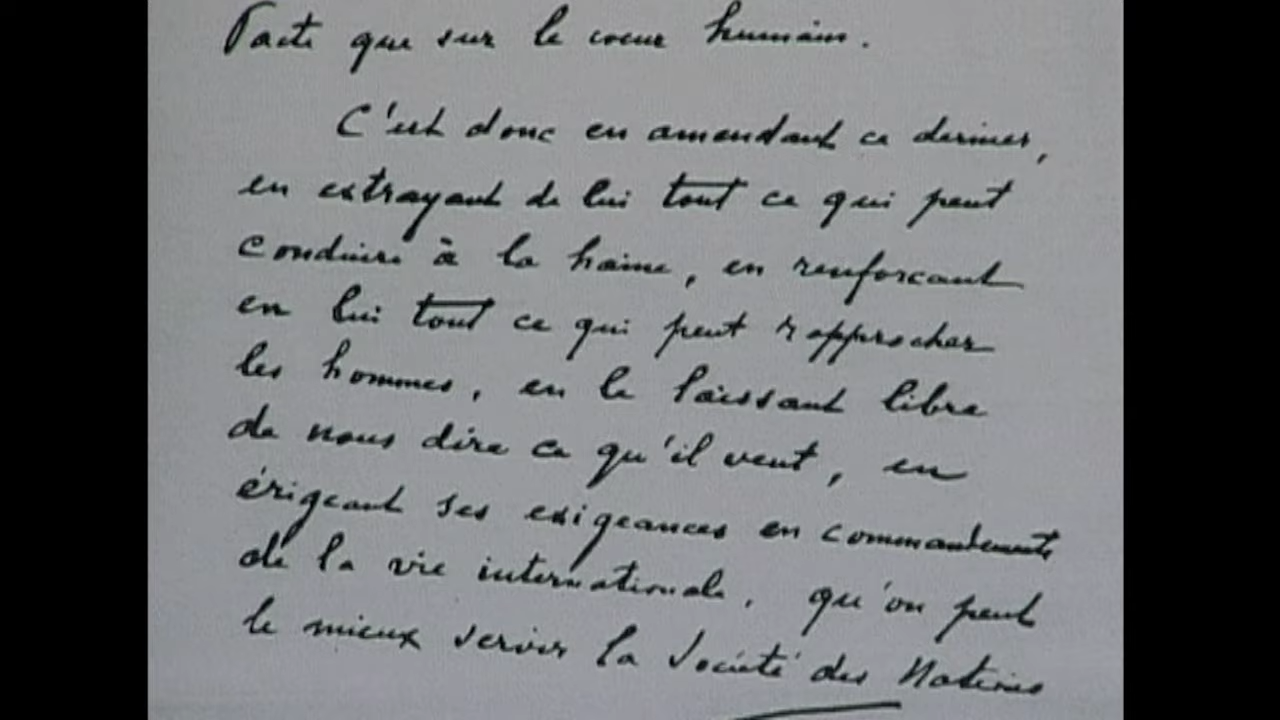 Pacte que sur le coeur humain.
C'est donc en amendant ce dernier,
en extrayant de lui tout ce qui peut
conduire à la haine, en renforcant
en lui tout ce qui peut rapprocher
les hommes, en le laissant libre
de nous dire ce qu'il veut, en
érigeant ses exigeances en commandements
de la vie internationale, qu'on peut
le mieux servir la Société des Nations